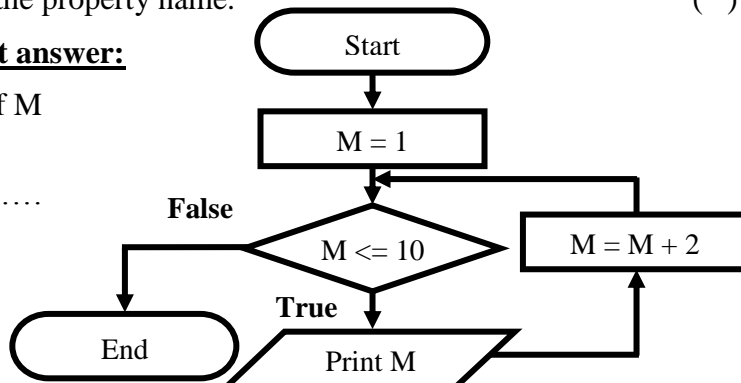 the property name. ( )
t answer:
Start
f M
M = 1
.....
False
M <= 10
M = M + 2
True
End
Print M